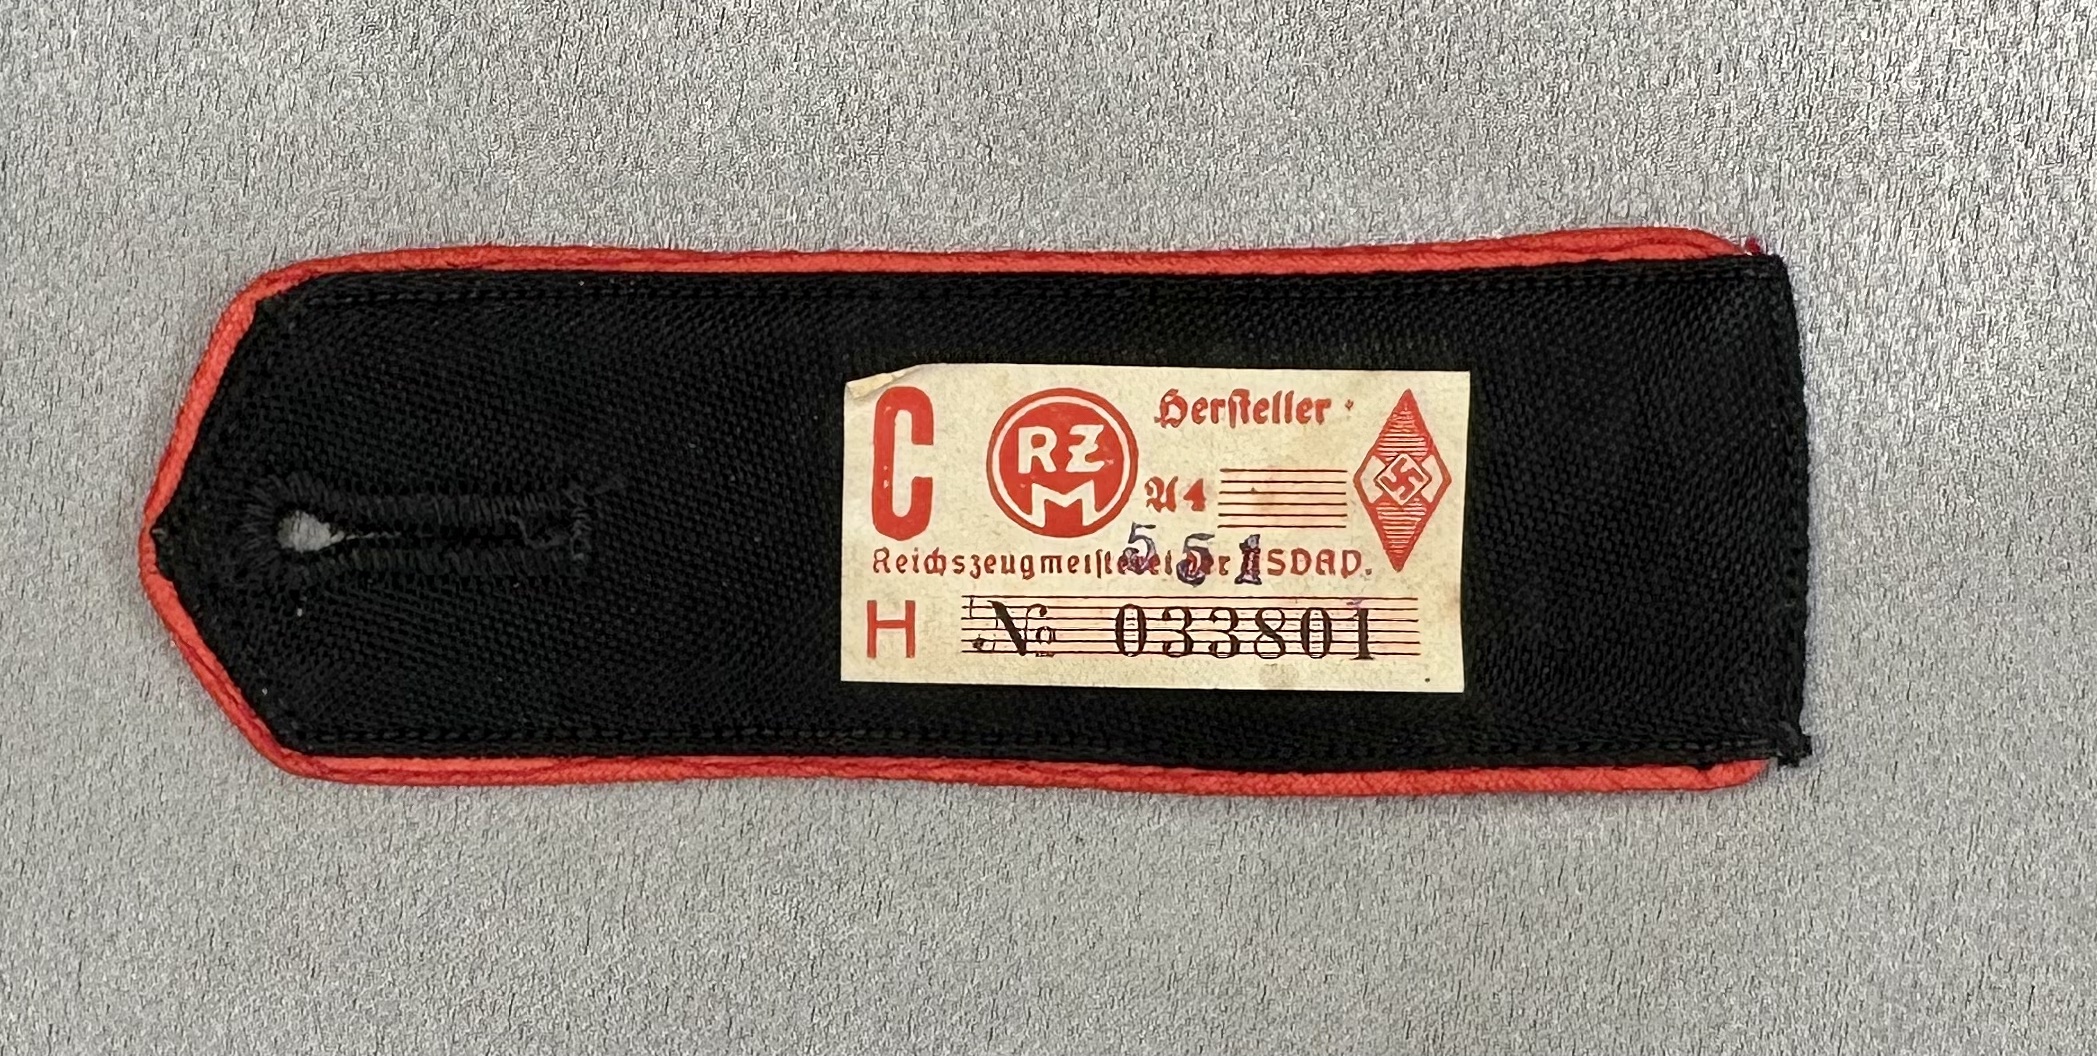 C
RZM
Hersteller
A4
551
Reichszeugmeisterei der NSDAP.
H
No 033801